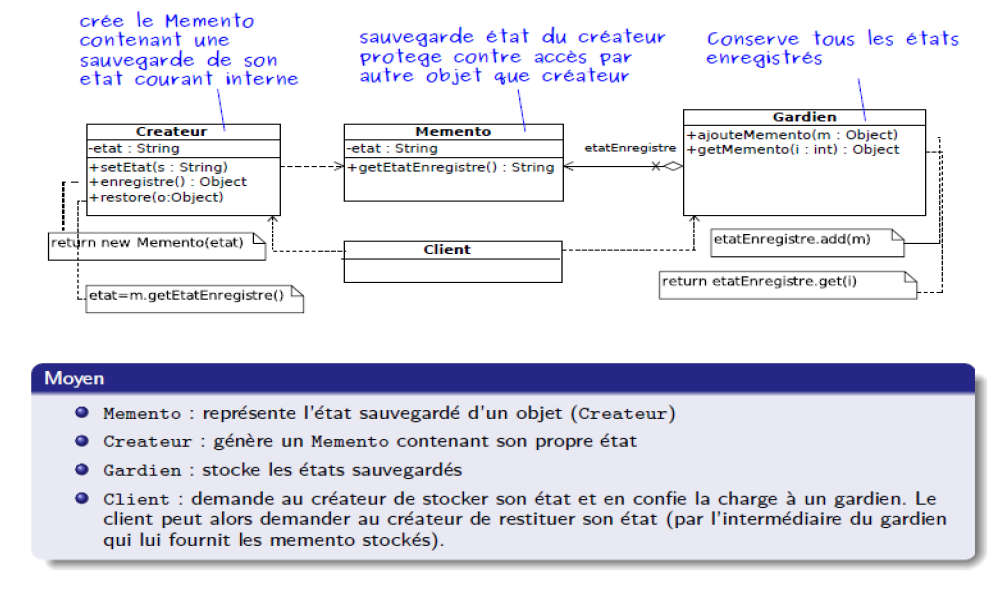 crée le Memento
contenant une
sauvegarde de son
etat courant interne
sauvegarde état du créateur
protege contre accès par
autre objet que créateur
Conserve tous les états
enregistrés
Createur
-etat : String
+setEtat(s : String)
+enregistre() : Object
+restore(o:Object)
Memento
-etat : String
+getEtatEnregistre() : String
etatEnregistre
Gardien
+ajouteMemento(m : Object)
+getMemento(i : int) : Object
return new Memento(etat)
etat=m.getEtatEnregistre()
Client
etatEnregistre.add(m)
return etatEnregistre.get(i)
Moyen
Memento : représente l'état sauvegardé d'un objet (Createur)
Createur : génère un Memento contenant son propre état
Gardien : stocke les états sauvegardés
Client : demande au créateur de stocker son état et en confie la charge à un gardien. Le
client peut alors demander au créateur de restituer son état (par l'intermédiaire du gardien
qui lui fournit les memento stockés).